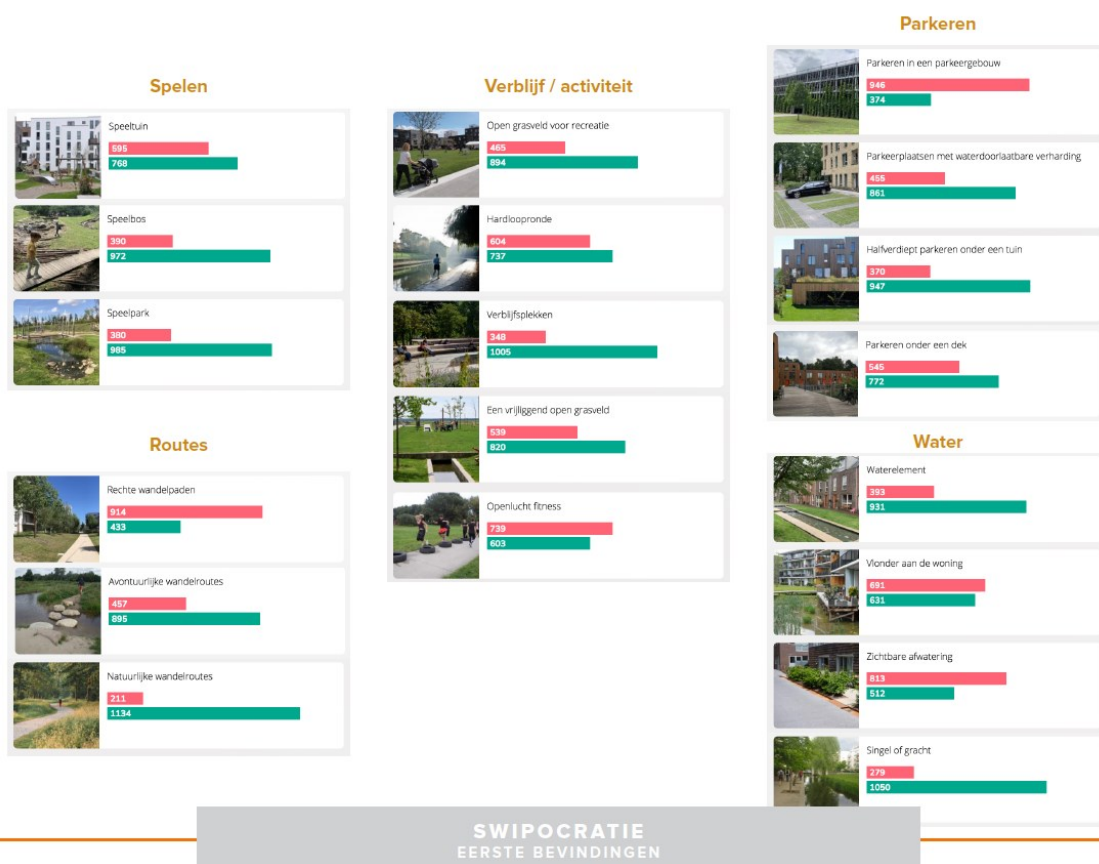 Spelen
Speeltuin
595
768
Speelbos
390
972
Speelpark
380
985
Routes
Rechte wandelpaden
914
433
Avontuurlijke wandelroutes
457
895
Natuurlijke wandelroutes
211
1134
Verblijf / activiteit
Open grasveld voor recreatie
465
894
Hardloopronde
604
737
Verblijfsplekken
348
1005
Een vrijliggend open grasveld
539
820
Openlucht fitness
739
603
Parkeren
Parkeren in een parkeergebouw
946
374
Parkeerplaatsen met waterdoorlaatbare verharding
455
861
Halfverdiept parkeren onder een tuin
370
947
Parkeren onder een dek
545
772
Water
Waterelement
393
931
Vlonder aan de woning
691
631
Zichtbare afwatering
813
512
Singel of gracht
279
1050
SWIPOCRATIE
EERSTE BEVINDINGEN